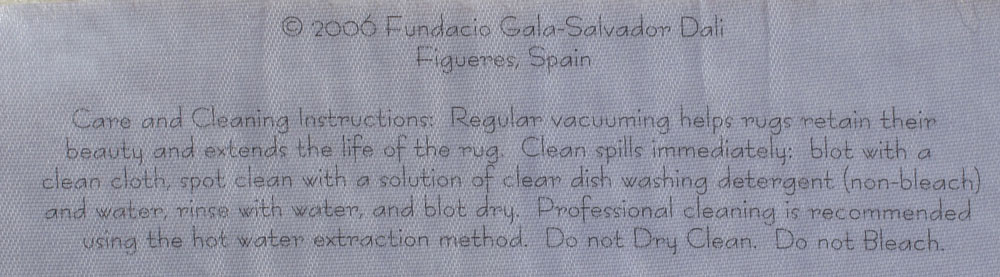 © 2006 Fundacio Gala-Salvador Dali
Figueres, Spain
Care and Cleaning Instructions: Regular vacuuming helps rugs retain their
beauty and extends the life of the rug. Clean spills immediately: blot with a
clean cloth, spot clean with a solution of clear dish washing detergent (non-bleach)
and water, rinse with water, and blot dry. Professional cleaning is recommended
using the hot water extraction method. Do not Dry Clean. Do not Bleach.